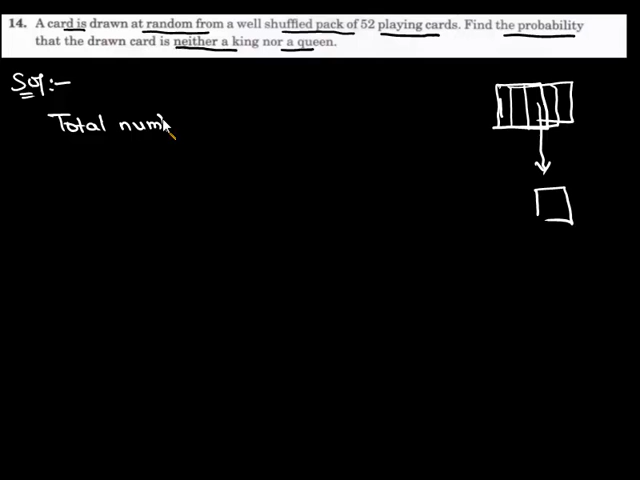 14. A card is drawn at random from a well shuffled pack of 52 playing cards. Find the probability
that the drawn card is neither a king nor a queen.
Sol:-
Total num